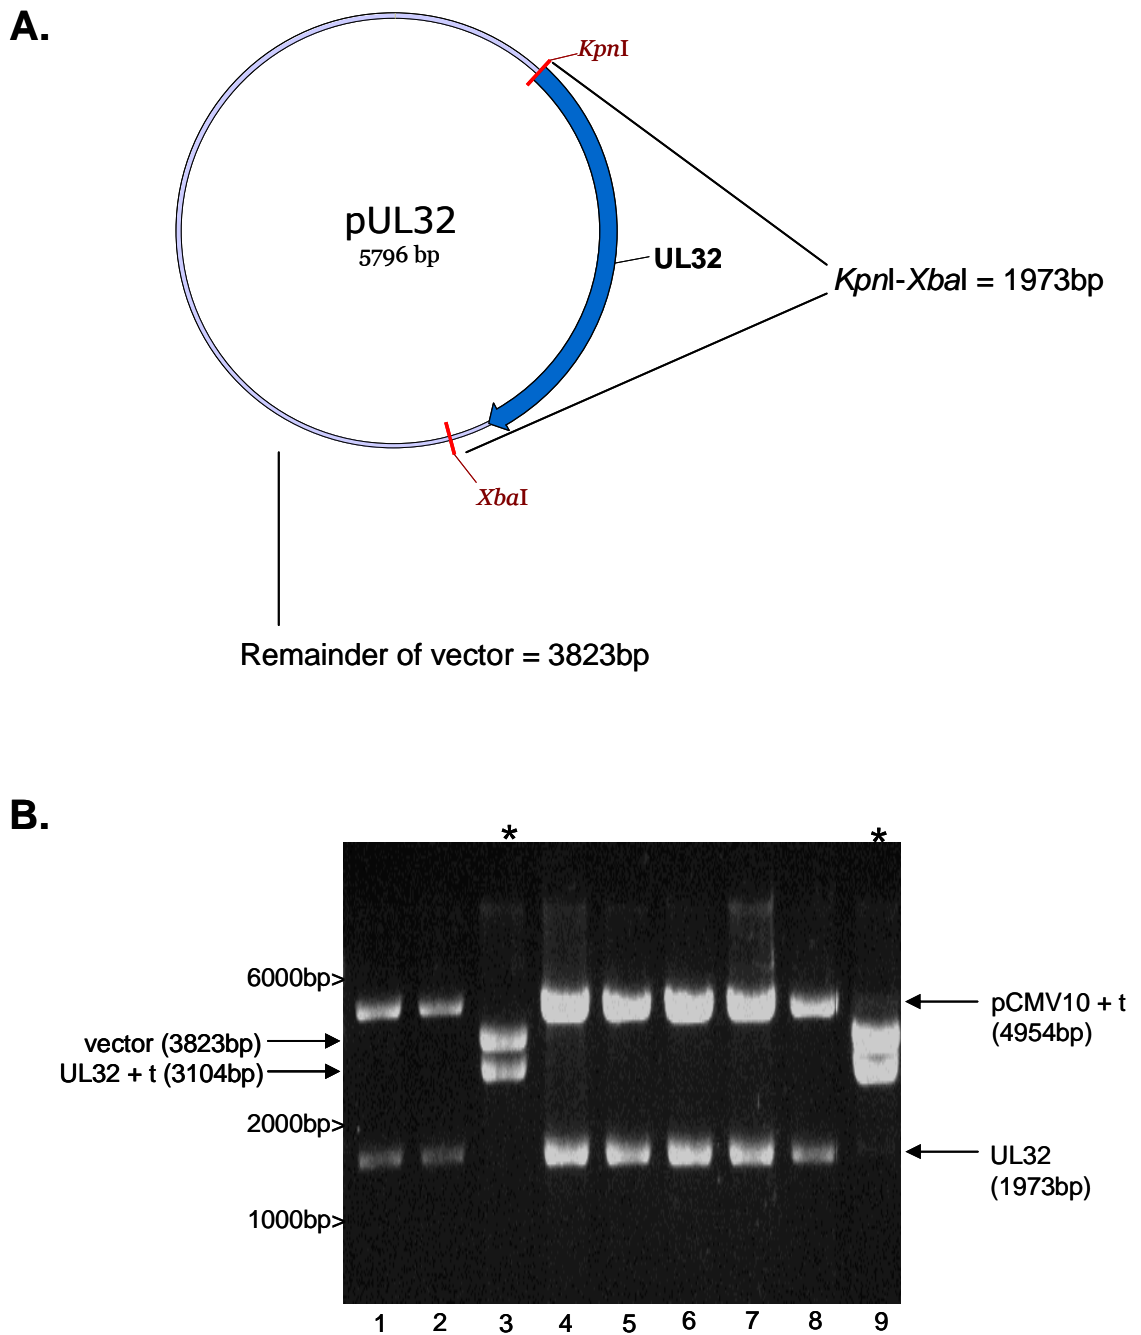 A.
KpnI
pUL32
5796 bp
UL32
KpnI-XbaI = 1973bp
XbaI
Remainder of vector = 3823bp
B.
* *
6000bp>
pCMV10 + t
(4954bp)
vector (3823bp)
UL32 + t (3104bp)
2000bp>
UL32
(1973bp)
1000bp>
1 2 3 4 5 6 7 8 9